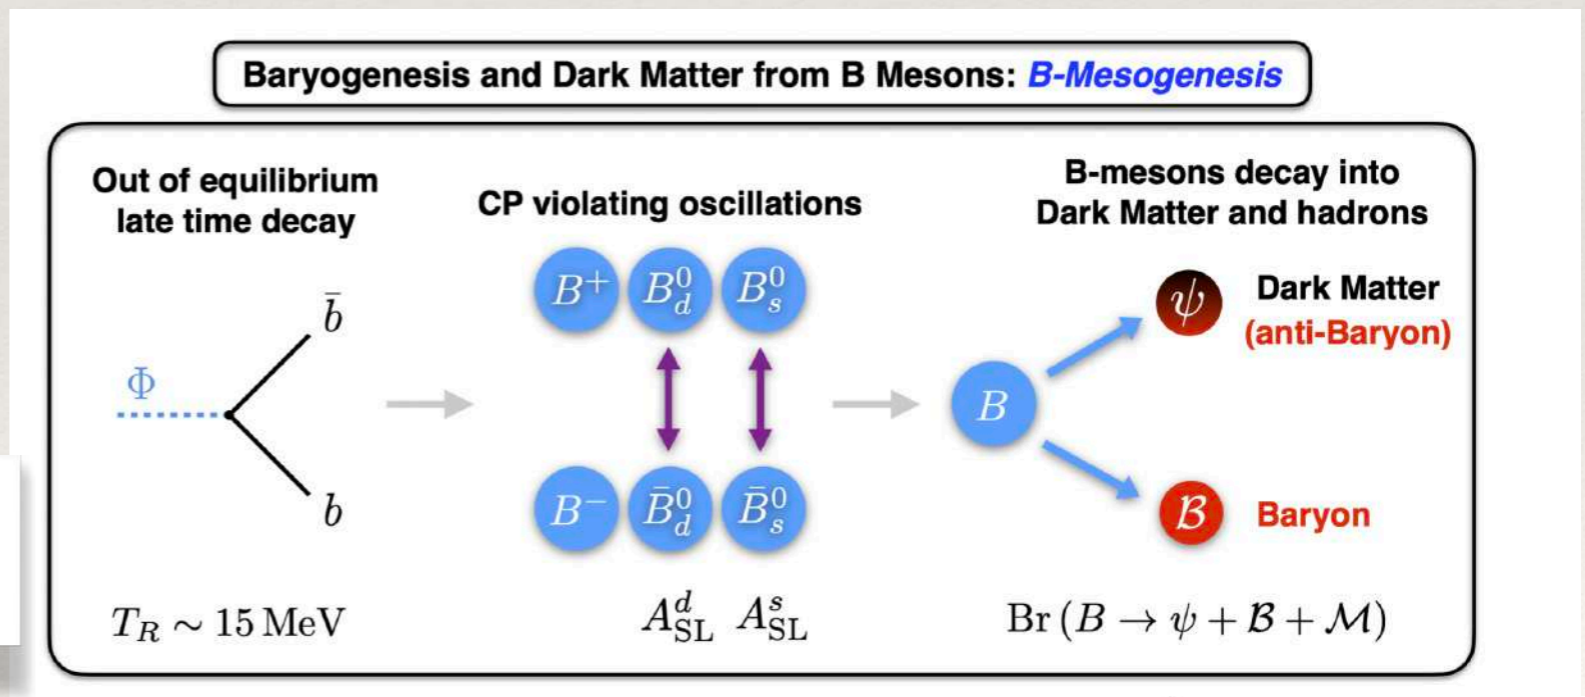 Baryogenesis and Dark Matter from B Mesons: B-Mesogenesis
Out of equilibrium
late time decay
Φ
b̄
b
T_R ∼ 15 MeV
CP violating oscillations
B⁺ B⁰_d B⁰_s
B⁻ B̄⁰_d B̄⁰_s
A^d_SL A^s_SL
B-mesons decay into
Dark Matter and hadrons
B
ψ
Dark Matter
(anti-Baryon)
ℬ
Baryon
Br (B → ψ + ℬ + ℳ)